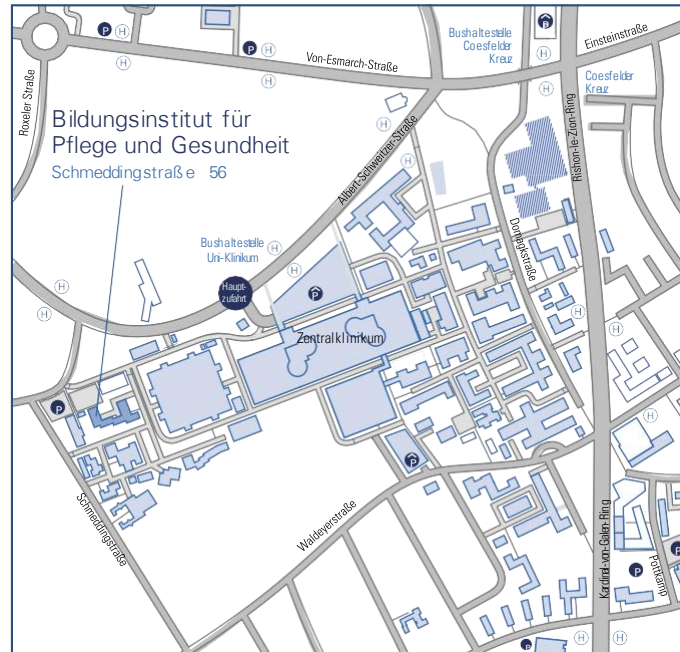 Bushaltestelle
Coesfelder
Kreuz
Einsteinstraße
P
H
H
B
P
H
H
H
H
Von-Esmarch-Straße
Coesfelder
Kreuz
H
H
Roxeler Straße
Bildungsinstitut für
Pflege und Gesundheit
Schmeddingstraße 56
H
Albert-Schweitzer-Straße
Rishon-le-Zion-Ring
H
Domagkstraße
Bushaltestelle
Uni-Klinikum
H
H
H
Haupt-
zufahrt
P
H
H
H
Zentralklinikum
P
H
P
Schmeddingstraße
Waldeyerstraße
Kardinal-von-Galen-Ring
Pottkamp
P
P
P
H
H